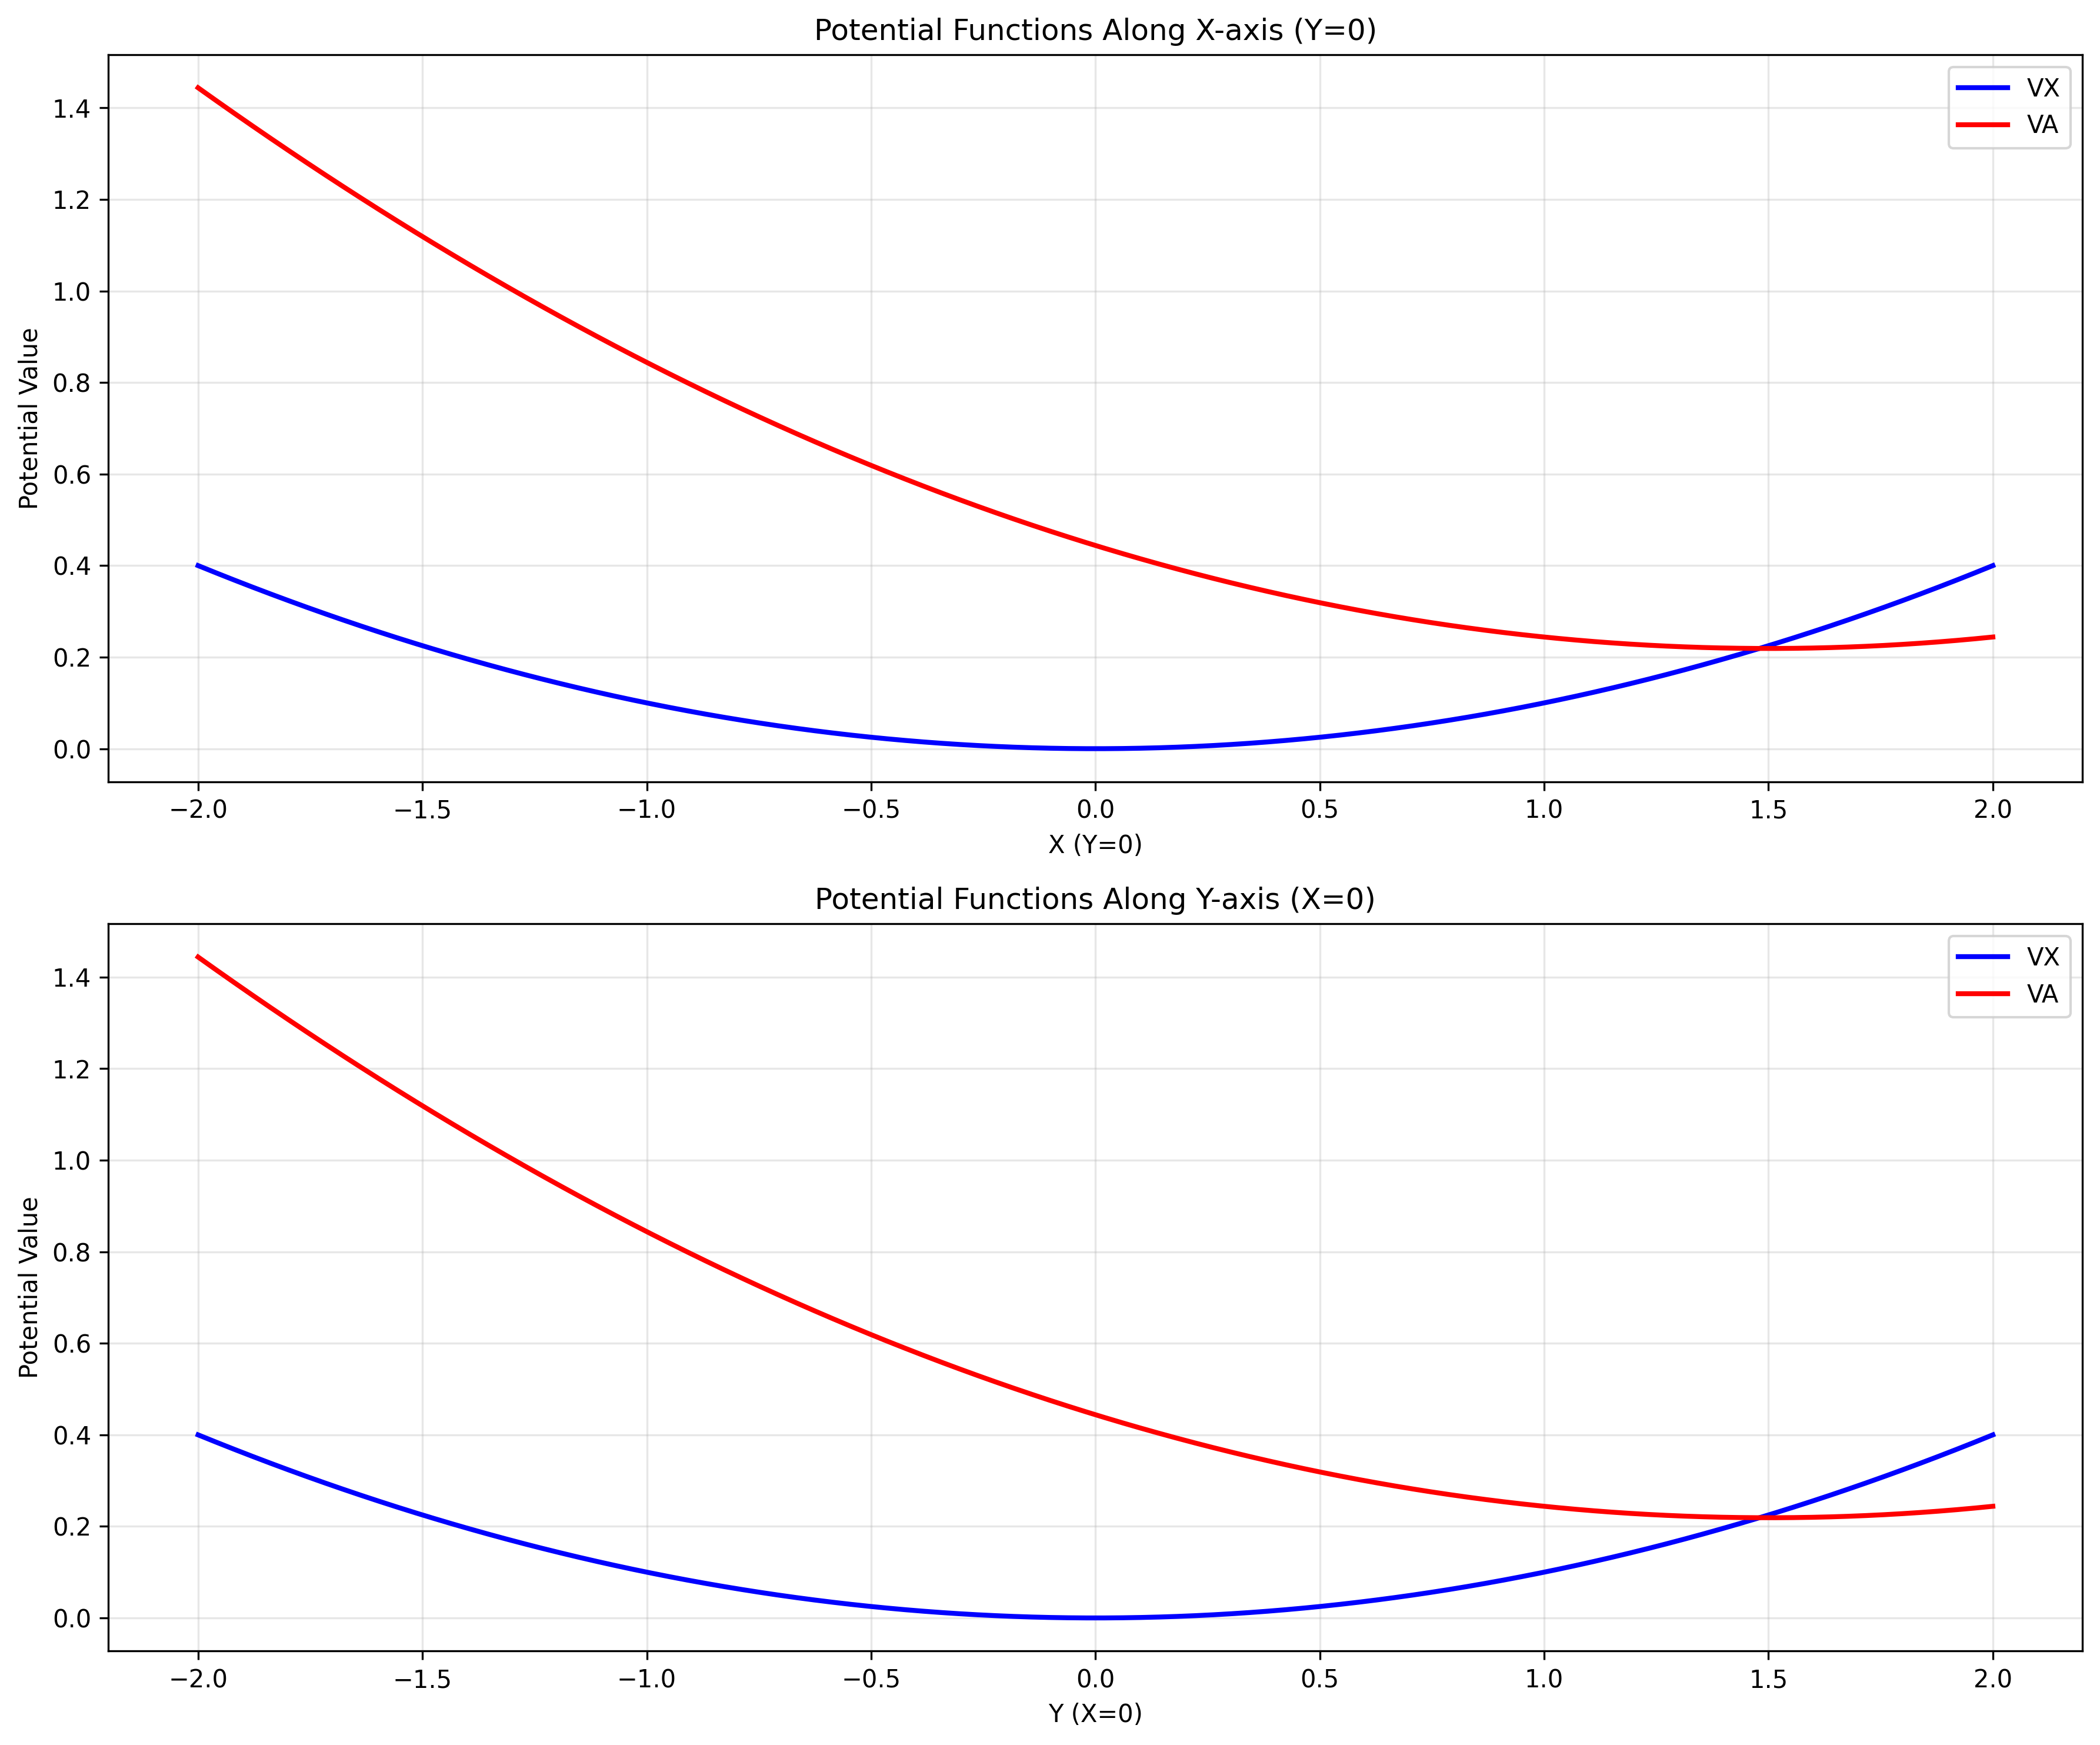 Potential Functions Along X-axis (Y=0)
VX
VA
Potential Value
1.4
1.2
1.0
0.8
0.6
0.4
0.2
0.0
−2.0 −1.5 −1.0 −0.5 0.0 0.5 1.0 1.5 2.0
X (Y=0)
Potential Functions Along Y-axis (X=0)
VX
VA
Potential Value
1.4
1.2
1.0
0.8
0.6
0.4
0.2
0.0
−2.0 −1.5 −1.0 −0.5 0.0 0.5 1.0 1.5 2.0
Y (X=0)